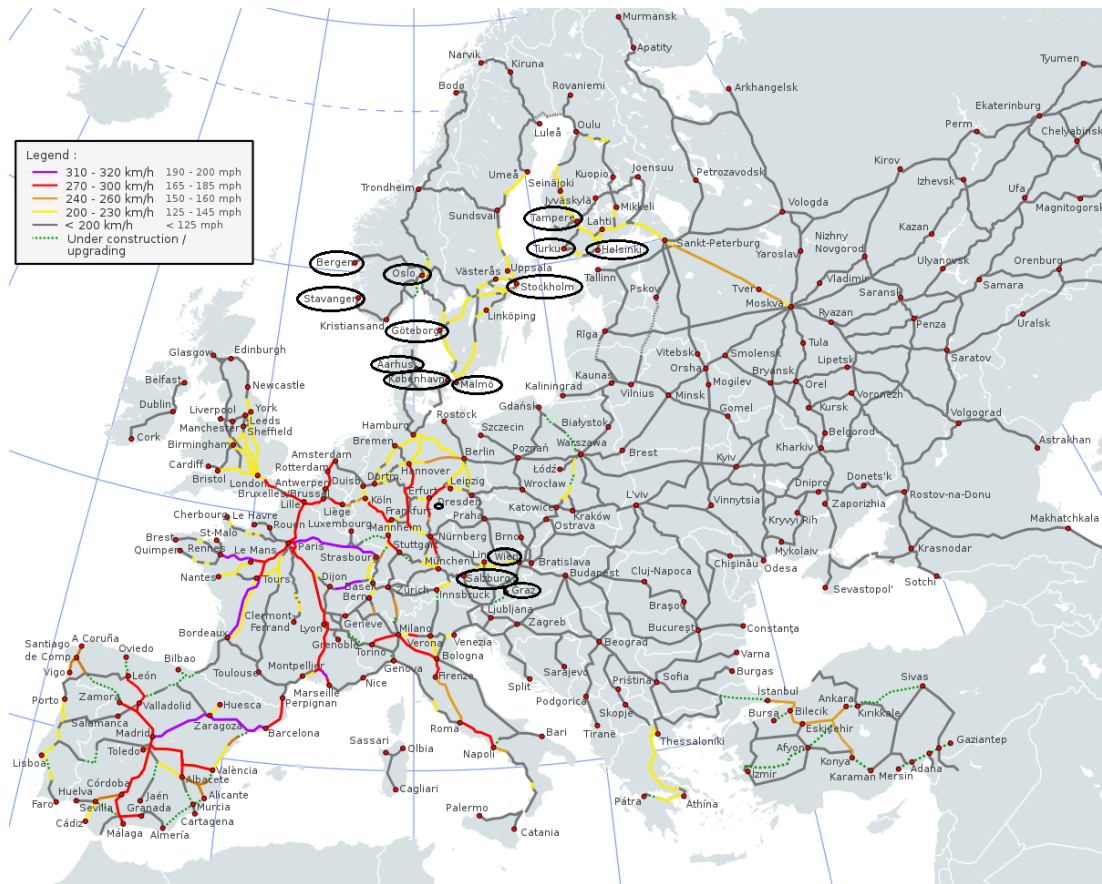 Legend :
310 - 320 km/h 190 - 200 mph
270 - 300 km/h 165 - 185 mph
240 - 260 km/h 150 - 160 mph
200 - 230 km/h 125 - 145 mph
< 200 km/h < 125 mph
Under construction /
upgrading
Murmansk
Apatity
Narvik
Kiruna
Bodø
Rovaniemi
Luleå
Oulu
Arkhangelsk
Tyumen
Ekaterinburg
Perm
Chelyabinsk
Umeå
Seinäjoki
Kuopio
Joensuu
Jyväskylä
Petrozavodsk
Kirov
Izhevsk
Ufa
Magnitogorsk
Trondheim
Sundsval
Tampere
Lahti
Mikkeli
Vologda
Kazan
Turku
Helsinki
Sankt-Peterburg
Yaroslav
Nizhny
Novgorod
Ulyanovsk
Orenburg
Bergen
Oslo
Västerås
Uppsala
Stockholm
Tallinn
Pskov
Tver
Moskva
Vladimir
Saransk
Samara
Stavanger
Kristiansand
Göteborg
Linköping
Rīga
Ryazan
Penza
Uralsk
Tula
Glasgow
Edinburgh
Aarhus
København
Malmö
Kaliningrad
Kaunas
Vilnius
Vitebsk
Orsha
Smolensk
Mogilev
Minsk
Bryansk
Lipetsk
Orel
Voronezh
Saratov
Belfast
Newcastle
Dublin
Liverpool
York
Leeds
Manchester
Sheffield
Cork
Birmingham
Rostock
Gdańsk
Szczecin
Białystok
Gomel
Kursk
Volgograd
Belgorod
Astrakhan
Hamburg
Bremen
Amsterdam
Rotterdam
Cardiff
Bristol
London
Antwerpen
Bruxelles/Brussel
Duisb.
Dortm.
Hannover
Berlin
Poznań
Warszawa
Łódź
Brest
Kyiv
Kharkiv
Lille
Liège
Köln
Erfurt
Leipzig
Dresden
Wrocław
Katowice
Kraków
L'viv
Vinnytsia
Dnipro
Donets'k
Zaporizhia
Rostov-na-Donu
Cherbourg
Le Havre
Rouen
Luxembourg
Frankfurt
Mannheim
Praha
Ostrava
Kryvyi Rih
Makhatchkala
Brest
St-Malo
Quimper
Rennes
Le Mans
Paris
Strasbourg
Stuttgart
Nürnberg
Brno
Mykolaiv
Krasnodar
Nantes
Tours
Dijon
Basel
Bern
Zürich
München
Lin
Wien
Bratislava
Salzburg
Graz
Innsbruck
Budapest
Cluj-Napoca
Chişinău
Odesa
Sotch
Sevastopol'
Clermont
Ferrand
Lyon
Genève
Grenoble
Torino
Milano
Verona
Venezia
Ljubljana
Zagreb
Beograd
Braşov
Bucureşt
Constanţa
Bordeaux
Toulouse
Montpellier
Marseille
Perpignan
Nice
Genova
Bologna
Firenze
Split
Sarajevo
Podgorica
Priština
Sofia
Skopje
Tiranë
Varna
Burgas
Santiago
de Comp.
A Coruña
Oviedo
Bilbao
Vigo
León
Porto
Zamora
Valladolid
Huesca
Salamanca
Zaragoza
Barcelona
Madrid
Toledo
Lisboa
València
Albacete
Alicante
Murcia
Cartagena
Córdoba
Huelva
Sevilla
Jaén
Granada
Faro
Cádiz
Málaga
Almería
Sassari
Olbia
Cagliari
Roma
Napoli
Bari
Palermo
Catania
Thessaloniki
Pátra
Athína
İstanbul
Bursa
Bilecik
Ankara
Kırıkkale
Sivas
Eskişehir
Afyon
İzmir
Konya
Karaman
Mersin
Adana
Gaziantep